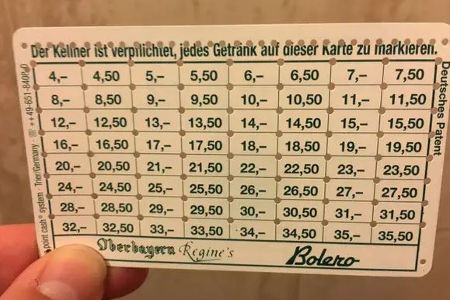 Der Kellner ist verpflichtet, jedes Getränk auf dieser Karte zu markieren.
4,– 4,50 5,– 5,50 6,– 6,50 7,– 7,50
8,– 8,50 9,– 9,50 10,– 10,50 11,– 11,50
12,– 12,50 13,– 13,50 14,– 14,50 15,– 15,50
16,– 16,50 17,– 17,50 18,– 18,50 19,– 19,50
20,– 20,50 21,– 21,50 22,– 22,50 23,– 23,50
24,– 24,50 25,– 25,50 26,– 26,50 27,– 27,50
28,– 28,50 29,– 29,50 30,– 30,50 31,– 31,50
32,– 32,50 33,– 33,50 34,– 34,50 35,– 35,50
Oberbayern Regine's Bolero
Deutsches Patent
point cash® system · Trier/Germany